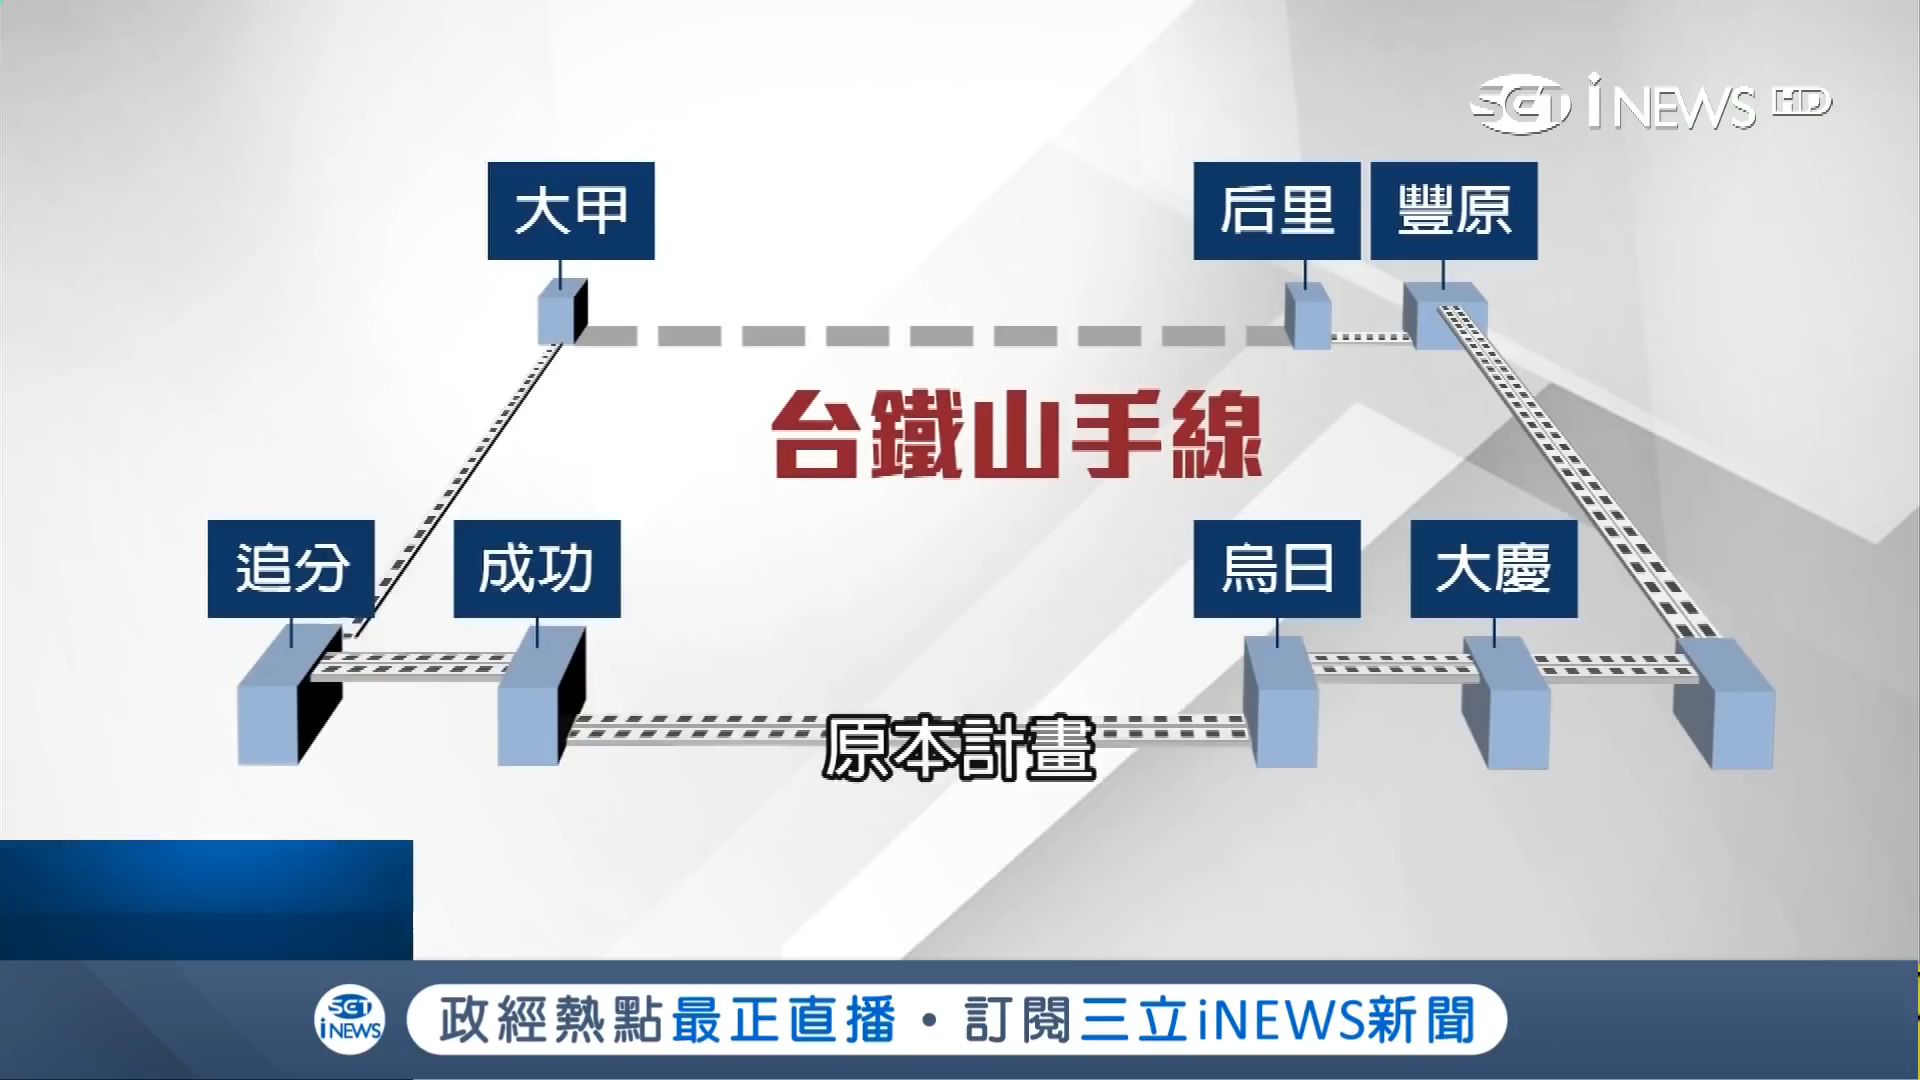 SET iNEWS HD
大甲
后里
豐原
台鐵山手線
追分
成功
烏日
大慶
原本計畫
SET iNEWS
政經熱點最正直播・訂閱三立iNEWS新聞